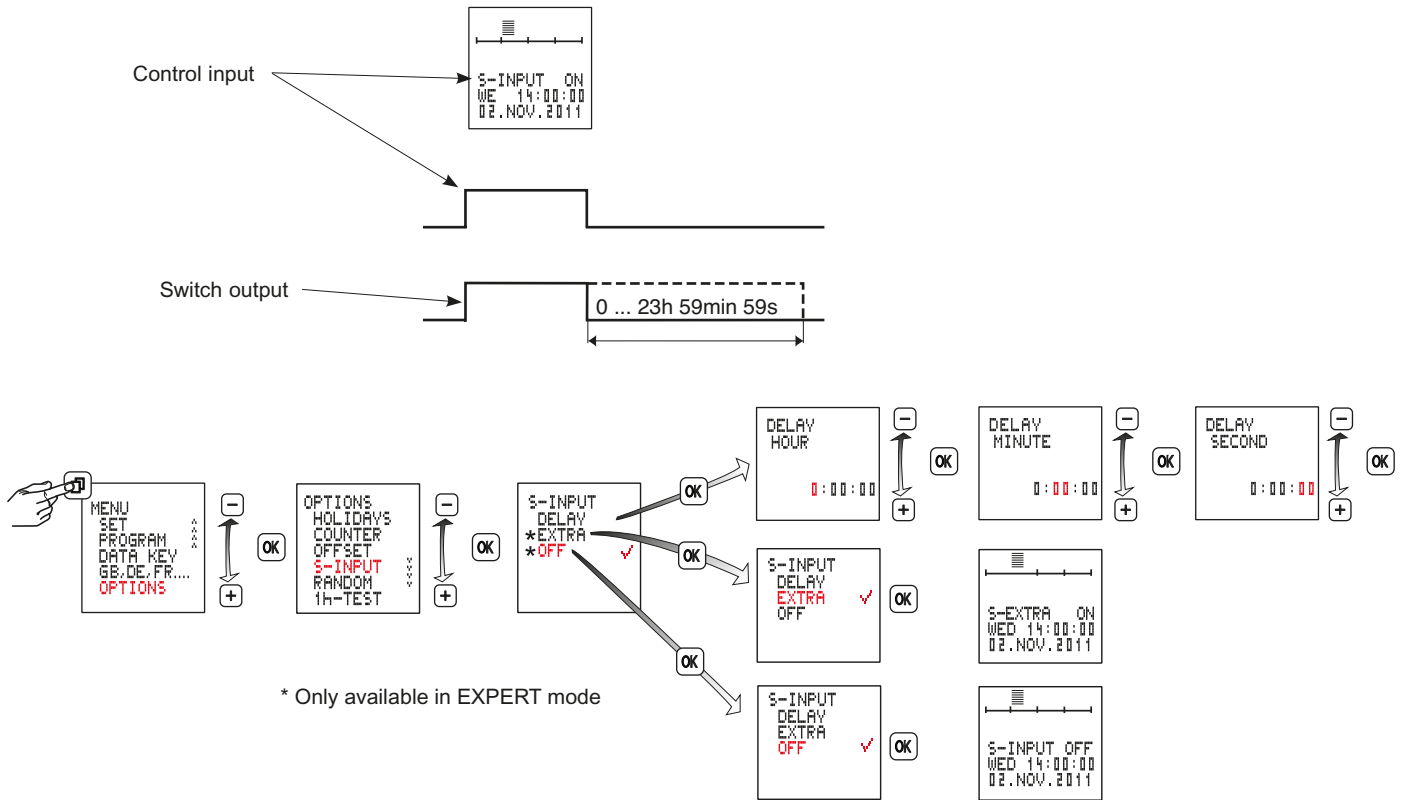 Control input
S-INPUT ON
WE 14:00:00
02.NOV.2011
Switch output
0 ... 23h 59min 59s
MENU
SET
PROGRAM
DATA KEY
GB,DE,FR....
OPTIONS
−
+
OK
OPTIONS
HOLIDAYS
COUNTER
OFFSET
S-INPUT
RANDOM
1h-TEST
−
+
OK
S-INPUT
DELAY
*EXTRA
*OFF
OK
OK
OK
* Only available in EXPERT mode
DELAY
HOUR
0:00:00
−
+
OK
DELAY
MINUTE
0:00:00
−
+
OK
DELAY
SECOND
0:00:00
−
+
OK
S-INPUT
DELAY
EXTRA
OFF
OK
S-EXTRA ON
WED 14:00:00
02.NOV.2011
S-INPUT
DELAY
EXTRA
OFF
OK
S-INPUT OFF
WED 14:00:00
02.NOV.2011